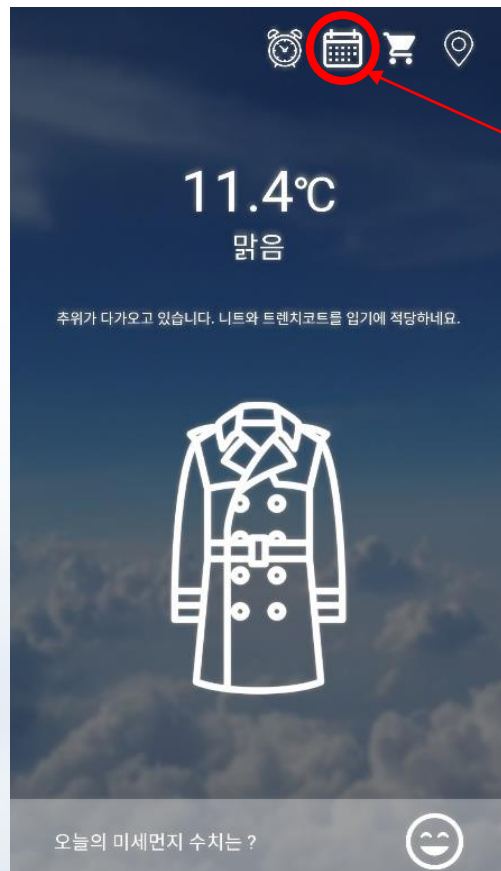 11.4℃
맑음
추위가 다가오고 있습니다. 니트와 트렌치코트를 입기에 적당하네요.
오늘의 미세먼지 수치는 ?